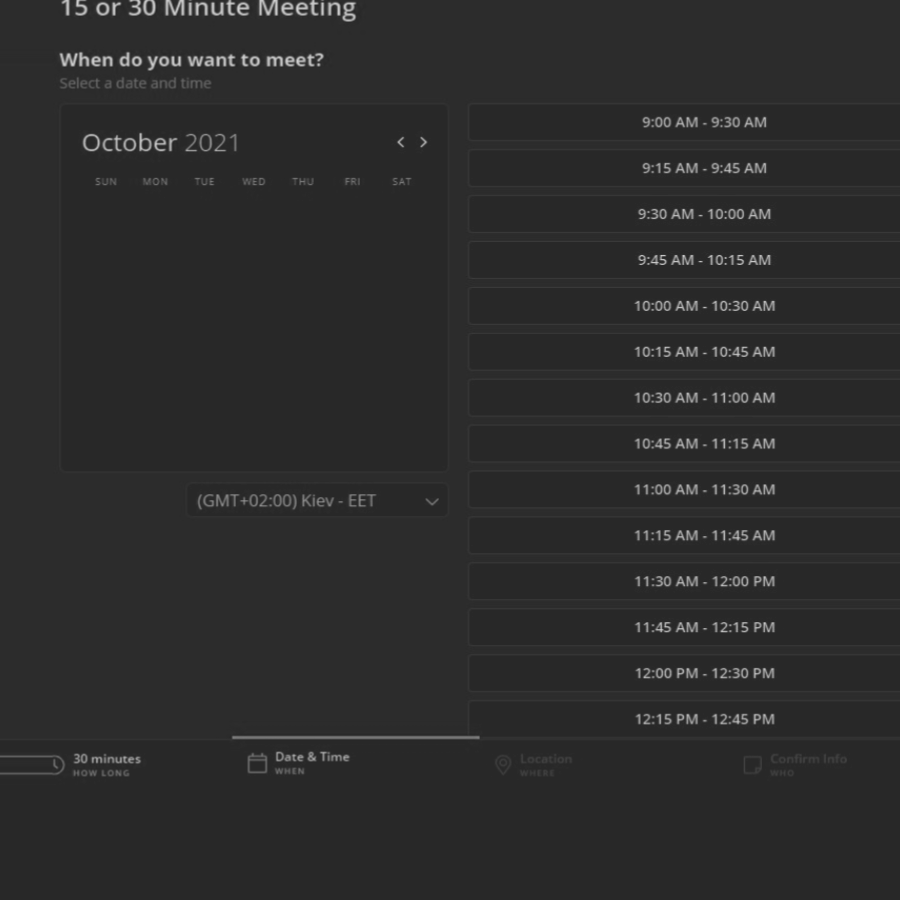 15 or 30 Minute Meeting
When do you want to meet?
Select a date and time
October 2021
SUN MON TUE WED THU FRI SAT
(GMT+02:00) Kiev - EET
9:00 AM - 9:30 AM
9:15 AM - 9:45 AM
9:30 AM - 10:00 AM
9:45 AM - 10:15 AM
10:00 AM - 10:30 AM
10:15 AM - 10:45 AM
10:30 AM - 11:00 AM
10:45 AM - 11:15 AM
11:00 AM - 11:30 AM
11:15 AM - 11:45 AM
11:30 AM - 12:00 PM
11:45 AM - 12:15 PM
12:00 PM - 12:30 PM
12:15 PM - 12:45 PM
30 minutes
HOW LONG
Date & Time
WHEN
Location
WHERE
Confirm Info
WHO